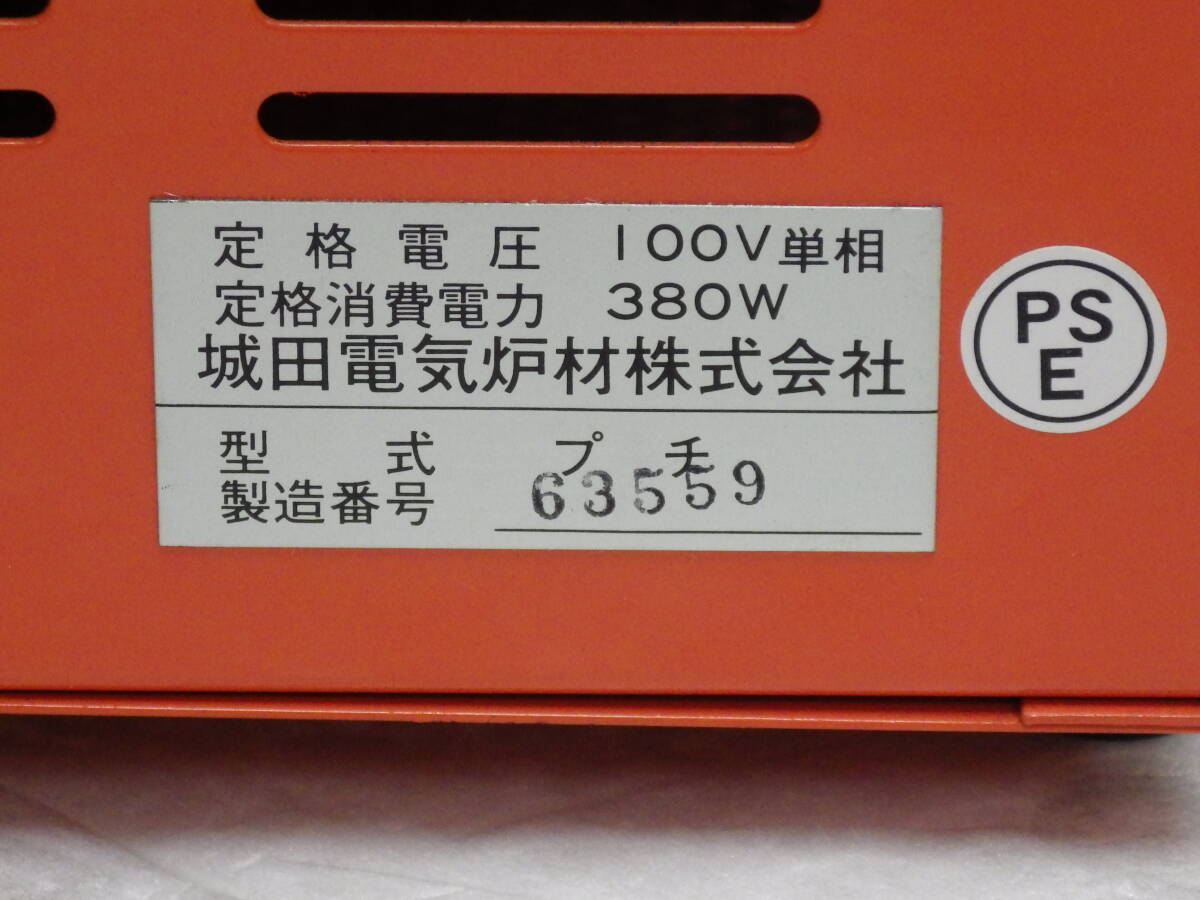 定格電圧 100V単相
定格消費電力 380W
城田電気炉材株式会社
型式 プチ
製造番号 63559
PS
E